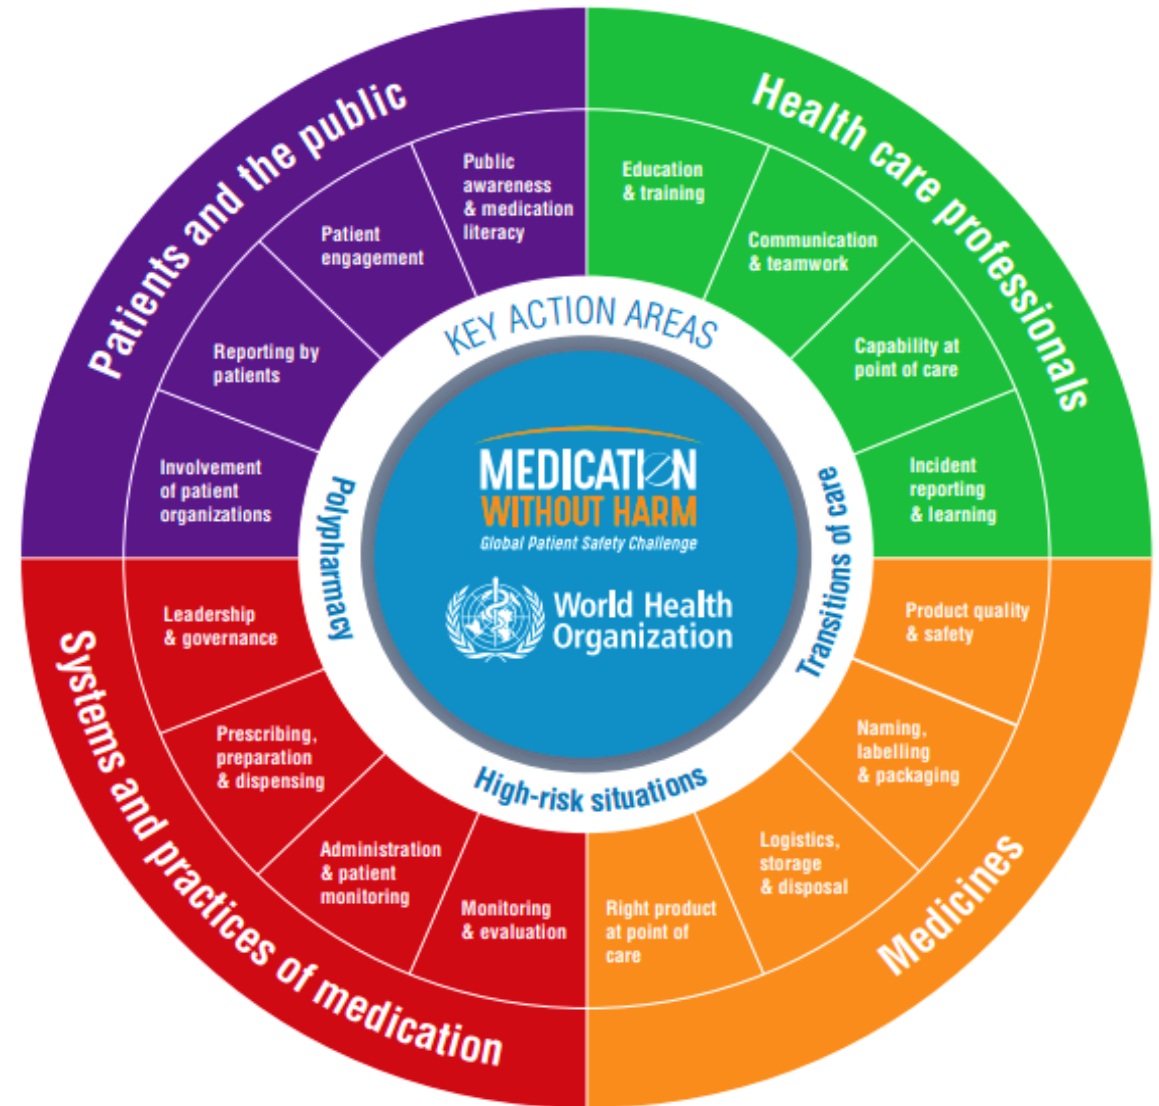 Patients and the public
Public
awareness
& medication
literacy
Patient
engagement
Reporting by
patients
Involvement
of patient
organizations
Health care professionals
Education
& training
Communication
& teamwork
Capability at
point of care
Incident
reporting
& learning
KEY ACTION AREAS
Polypharmacy
Transitions of care
High-risk situations
MEDICATION
WITHOUT HARM
Global Patient Safety Challenge
World Health
Organization
Systems and practices of medication
Leadership
& governance
Prescribing,
preparation
& dispensing
Administration
& patient
monitoring
Monitoring
& evaluation
Medicines
Product quality
& safety
Naming,
labelling
& packaging
Logistics,
storage
& disposal
Right product
at point of
care